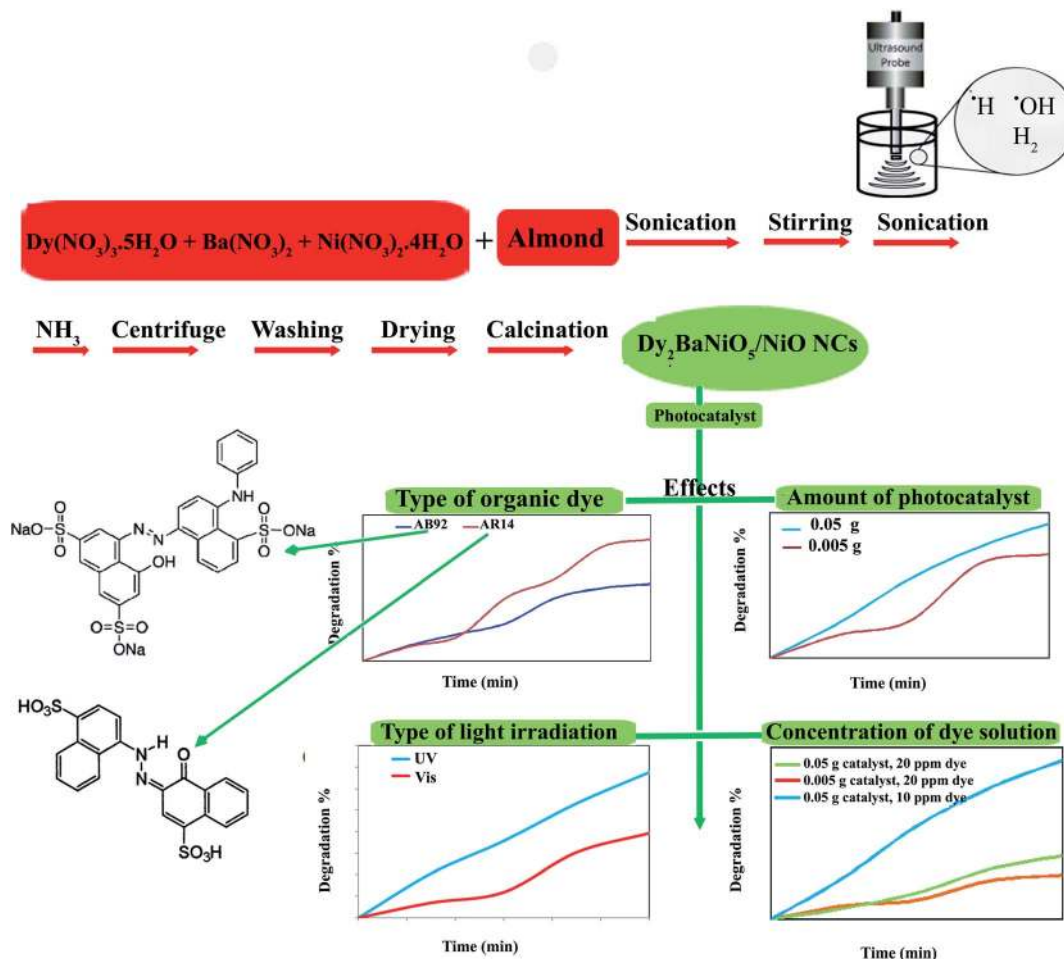 Ultrasound
Probe
˙H ˙OH
H₂
Dy(NO₃)₃.5H₂O + Ba(NO₃)₂ + Ni(NO₃)₂.4H₂O + Almond Sonication Stirring Sonication
NH₃ Centrifuge Washing Drying Calcination Dy₂BaNiO₅/NiO NCs
Photocatalyst
Effects
Type of organic dye
AB92 AR14
Degradation %
Time (min)
Amount of photocatalyst
0.05 g
0.005 g
Degradation %
Time (min)
NH
NaO S O O
N N
OH
O S O ONa
O S O
ONa
HO₃S
N H O
N
SO₃H
Type of light irradiation
UV
Vis
Degradation %
Time (min)
Concentration of dye solution
0.05 g catalyst, 20 ppm dye
0.005 g catalyst, 20 ppm dye
0.05 g catalyst, 10 ppm dye
Degradation %
Time (min)